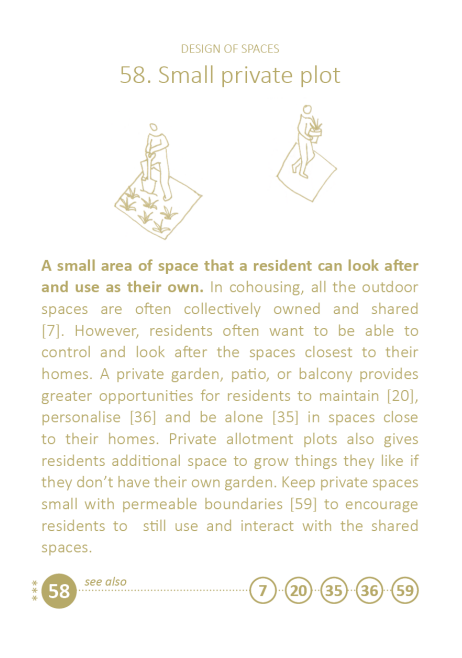 DESIGN OF SPACES
58. Small private plot
A small area of space that a resident can look after
and use as their own. In cohousing, all the outdoor
spaces are often collectively owned and shared
[7]. However, residents often want to be able to
control and look after the spaces closest to their
homes. A private garden, patio, or balcony provides
greater opportunities for residents to maintain [20],
personalise [36] and be alone [35] in spaces close
to their homes. Private allotment plots also gives
residents additional space to grow things they like if
they don't have their own garden. Keep private spaces
small with permeable boundaries [59] to encourage
residents to still use and interact with the shared
spaces.
*** 58 see also 7 20 35 36 59